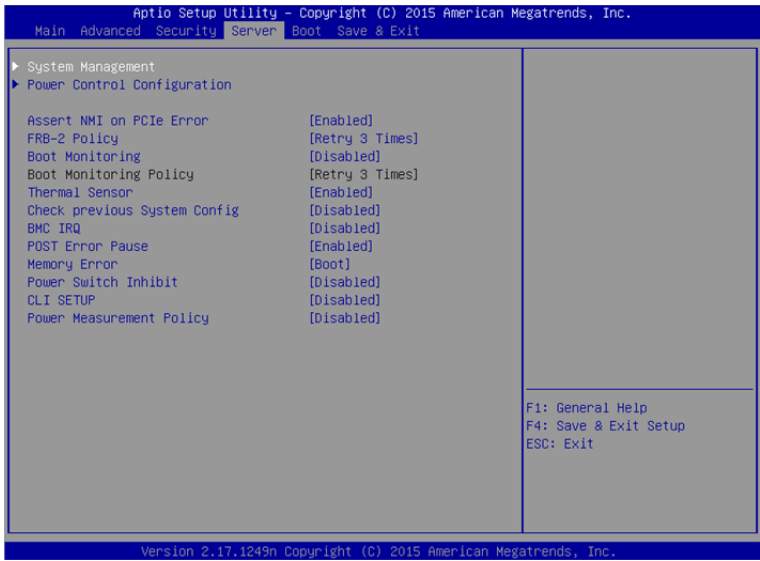 Aptio Setup Utility - Copyright (C) 2015 American Megatrends, Inc.
Main Advanced Security Server Boot Save & Exit
System Management
Power Control Configuration
Assert NMI on PCIe Error [Enabled]
FRB-2 Policy [Retry 3 Times]
Boot Monitoring [Disabled]
Boot Monitoring Policy [Retry 3 Times]
Thermal Sensor [Enabled]
Check previous System Config [Disabled]
BMC IRQ [Disabled]
POST Error Pause [Enabled]
Memory Error [Boot]
Power Switch Inhibit [Disabled]
CLI SETUP [Disabled]
Power Measurement Policy [Disabled]
F1: General Help
F4: Save & Exit Setup
ESC: Exit
Version 2.17.1249n Copyright (C) 2015 American Megatrends, Inc.